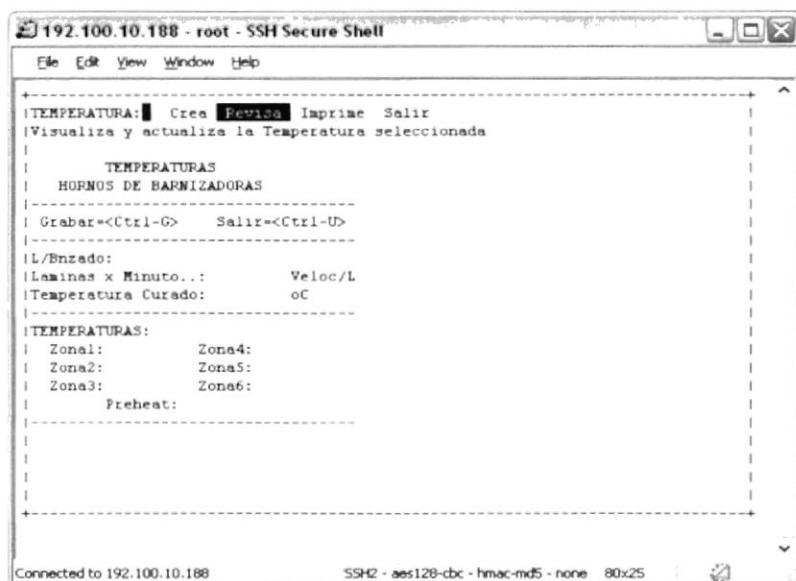 192.100.10.188 - root - SSH Secure Shell
File Edit View Window Help
TEMPERATURA: Crea Revisa Imprime Salir
Visualiza y actualiza la Temperatura seleccionada
TEMPERATURAS
HORNOS DE BARNIZADORAS
Grabar=<Ctrl-G> Salir=<Ctrl-U>
L/Bnzado:
Laminas x Minuto..: Veloc/L
Temperatura Curado: oC
TEMPERATURAS:
Zona1: Zona4:
Zona2: Zona5:
Zona3: Zona6:
Preheat:
Connected to 192.100.10.188 SSH2 - aes128-cbc - hmac-md5 - none 80x25